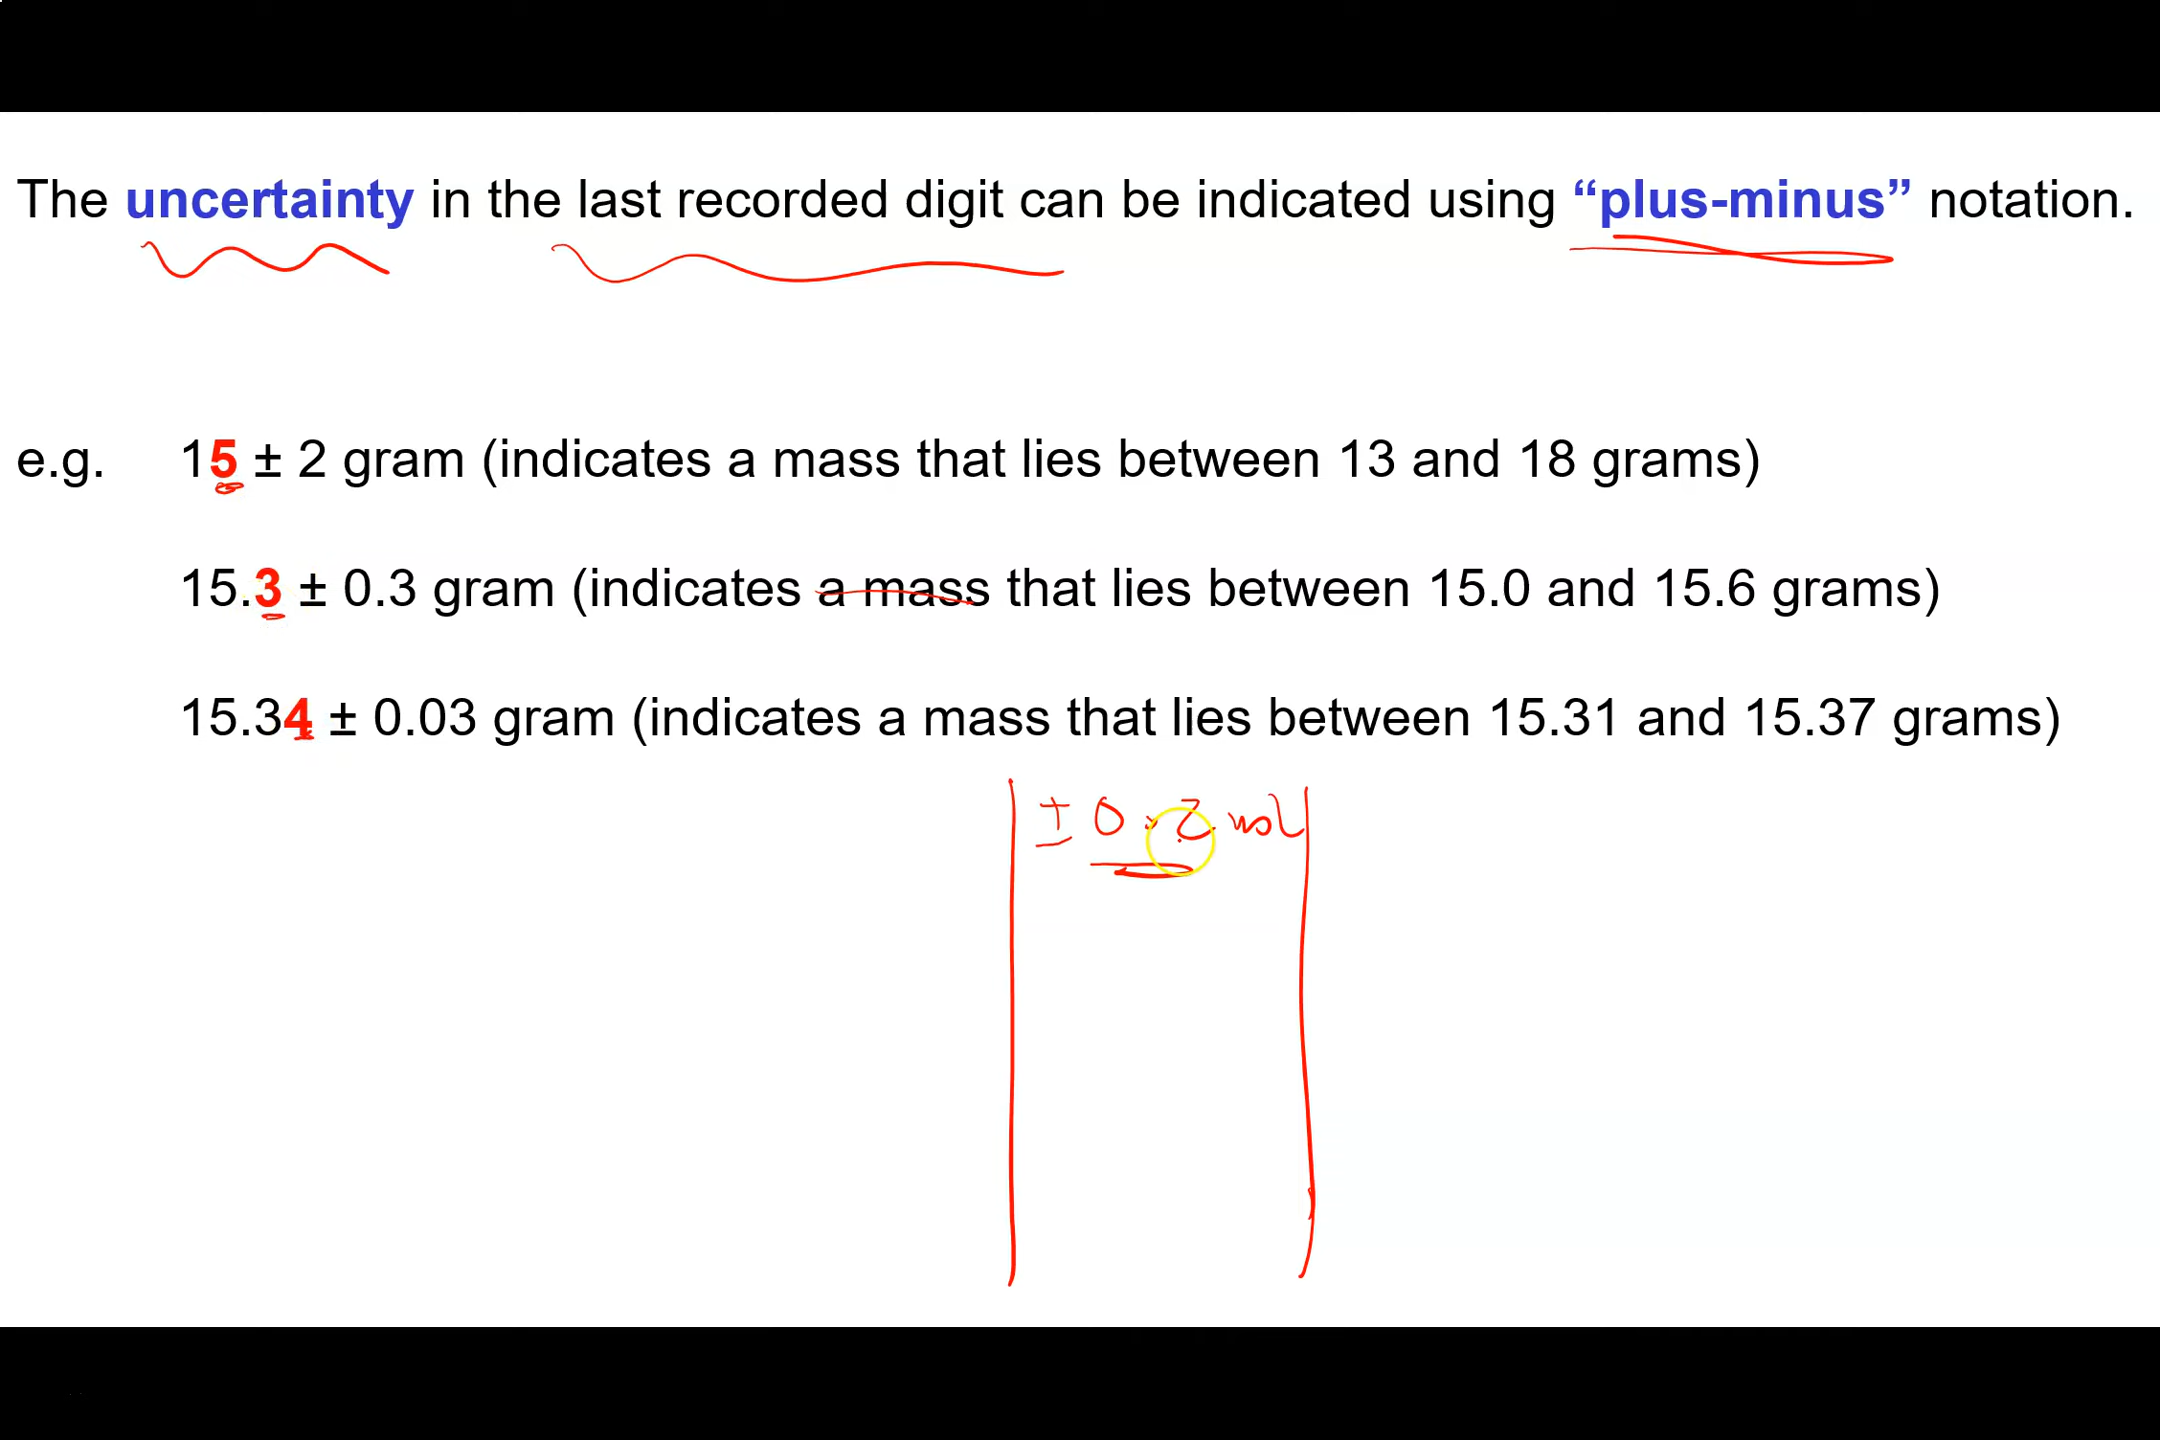 The uncertainty in the last recorded digit can be indicated using “plus-minus” notation.
e.g. 15 ± 2 gram (indicates a mass that lies between 13 and 18 grams)
15.3 ± 0.3 gram (indicates a mass that lies between 15.0 and 15.6 grams)
15.34 ± 0.03 gram (indicates a mass that lies between 15.31 and 15.37 grams)
± 0.2